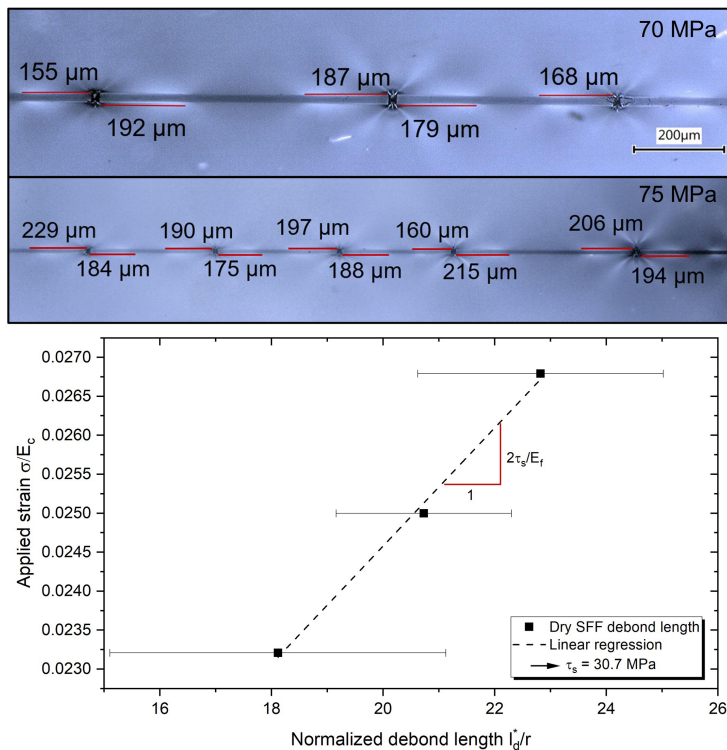 70 MPa
155 µm
187 µm
168 µm
192 µm
179 µm
200µm
75 MPa
229 µm
190 µm
197 µm
160 µm
206 µm
184 µm
175 µm
188 µm
215 µm
194 µm
0.0270
0.0265
0.0260
0.0255
0.0250
0.0245
0.0240
0.0235
0.0230
Applied strain σ/E_c
2τ_s/E_f
1
Dry SFF debond length
Linear regression
τ_s = 30.7 MPa
16 18 20 22 24 26
Normalized debond length l_d^*/r